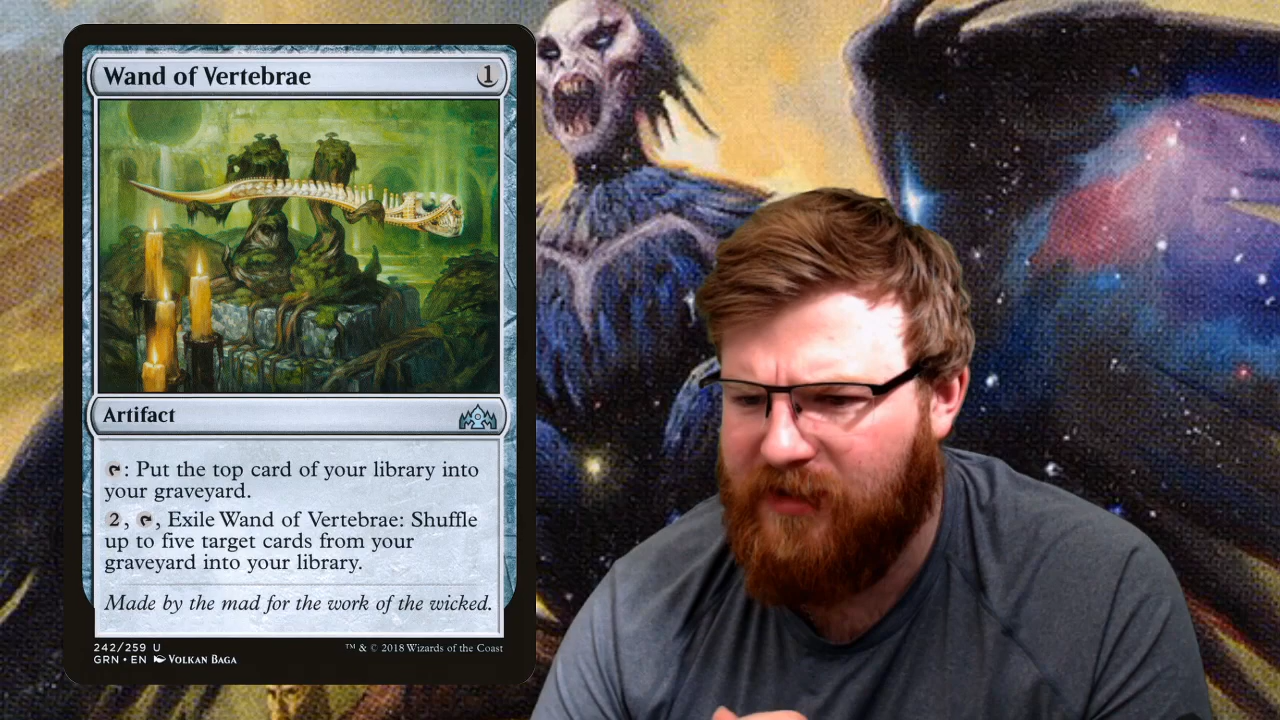 Wand of Vertebrae 1
Artifact
: Put the top card of your library into
your graveyard.
2, , Exile Wand of Vertebrae: Shuffle
up to five target cards from your
graveyard into your library.
Made by the mad for the work of the wicked.
242/259 U
™ & © 2018 Wizards of the Coast
GRN • EN Volkan Baga